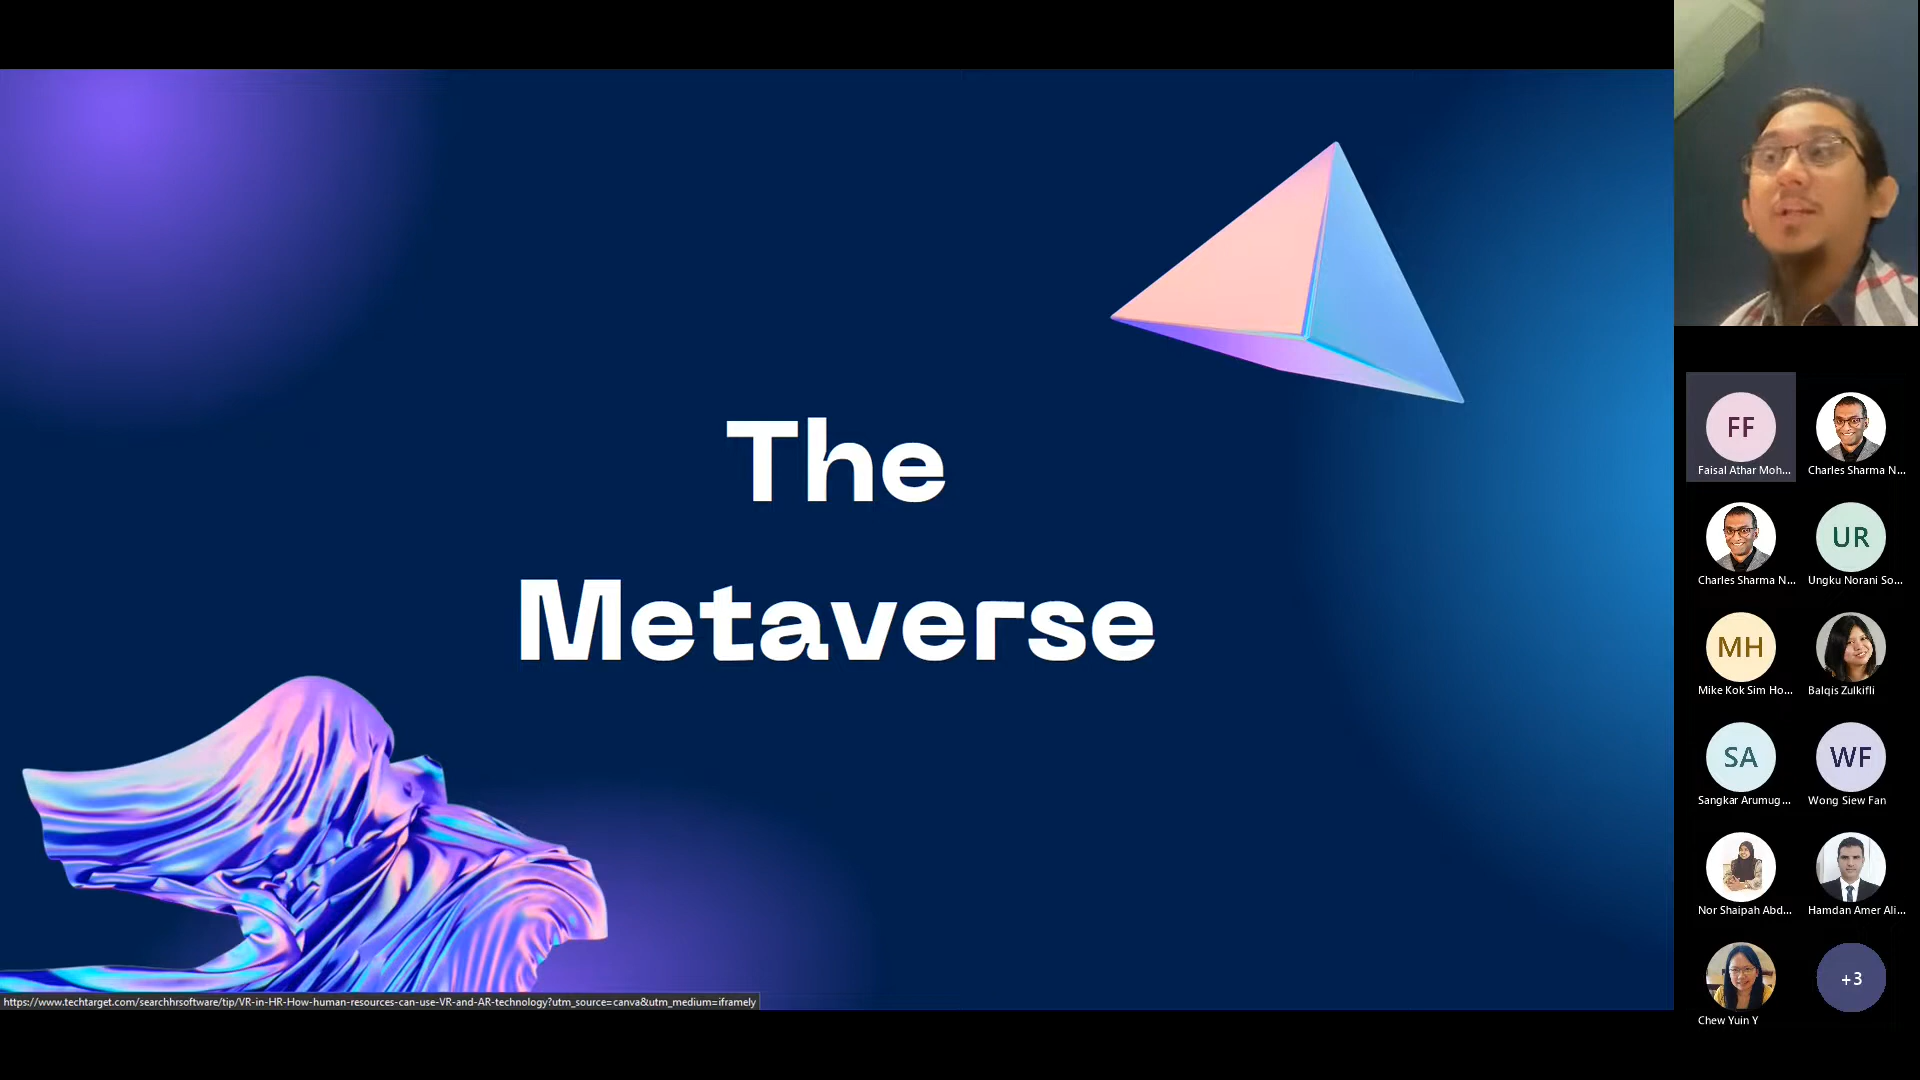 The
Metaverse
https://www.techtarget.com/searchhrsoftware/tip/VR-in-HR-How-human-resources-can-use-VR-and-AR-technology?utm_source=canva&utm_medium=iframely
FF
Faisal Athar Moh...
Charles Sharma N...
Charles Sharma N...
UR
Ungku Norani So...
MH
Mike Kok Sim Ho...
Balqis Zulkifli
SA
Sangkar Arumug...
WF
Wong Siew Fan
Nor Shaipah Abd...
Hamdan Amer Ali...
Chew Yuin Y
+3